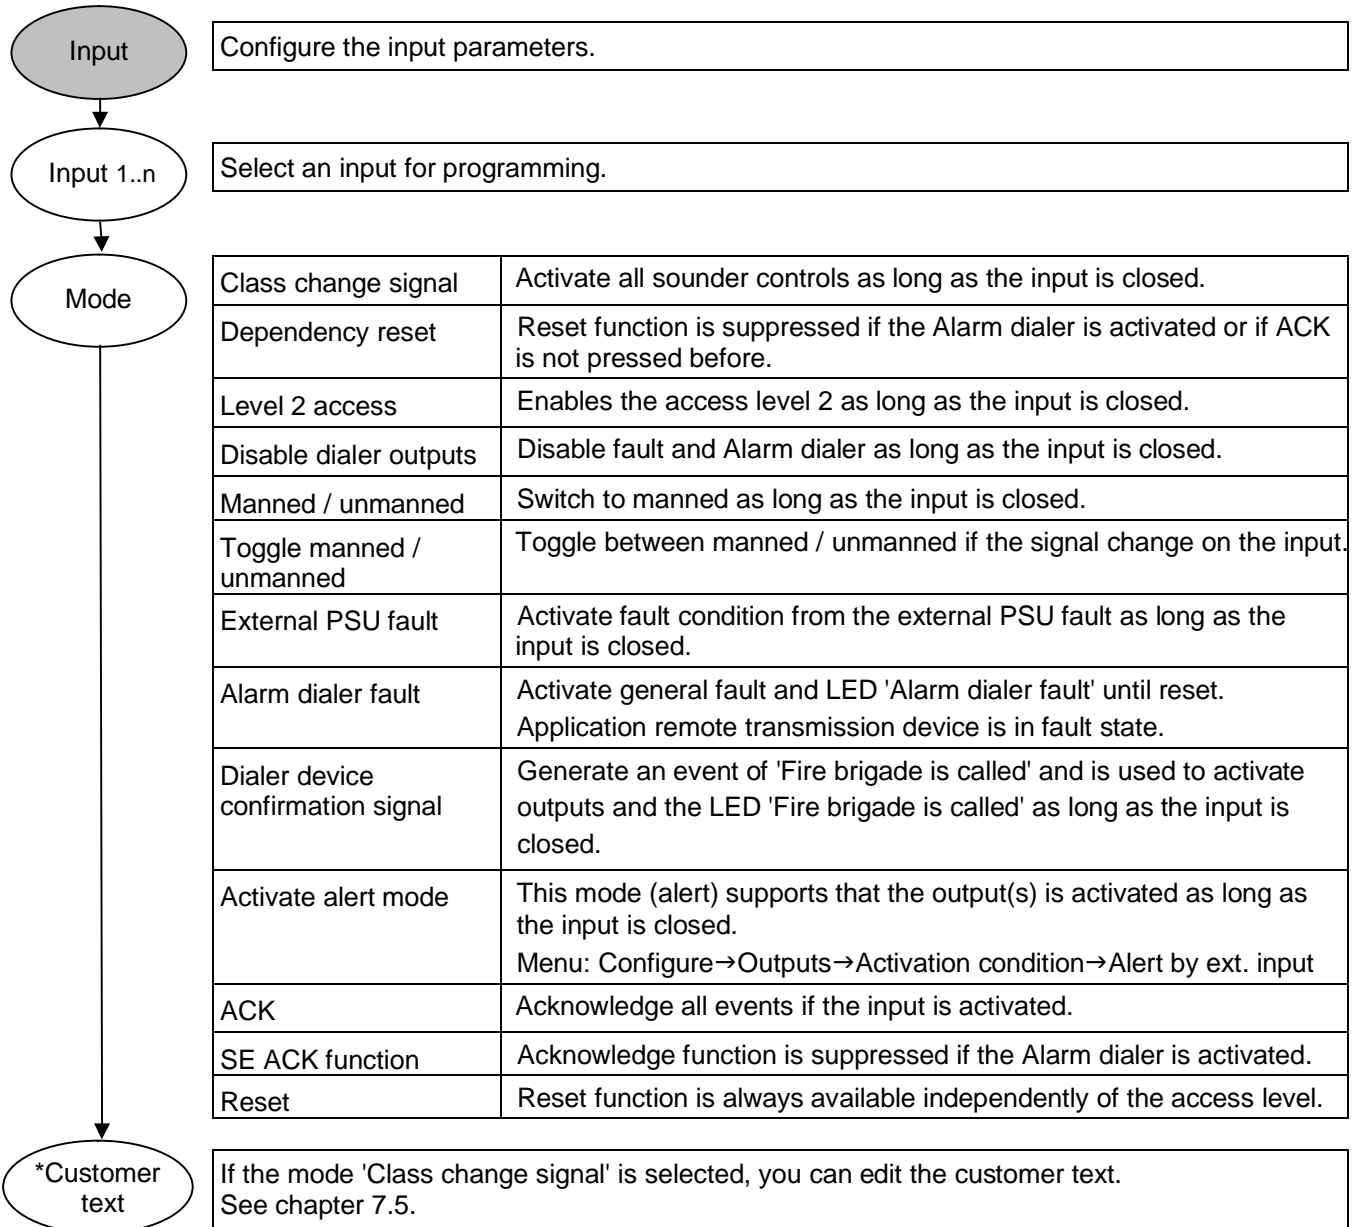 Input
Configure the input parameters.
Input 1..n
Select an input for programming.
Mode
Class change signal
Activate all sounder controls as long as the input is closed.
Dependency reset
Reset function is suppressed if the Alarm dialer is activated or if ACK
is not pressed before.
Level 2 access
Enables the access level 2 as long as the input is closed.
Disable dialer outputs
Disable fault and Alarm dialer as long as the input is closed.
Manned / unmanned
Switch to manned as long as the input is closed.
Toggle manned /
unmanned
Toggle between manned / unmanned if the signal change on the input.
External PSU fault
Activate fault condition from the external PSU fault as long as the
input is closed.
Alarm dialer fault
Activate general fault and LED 'Alarm dialer fault' until reset.
Application remote transmission device is in fault state.
Dialer device
confirmation signal
Generate an event of 'Fire brigade is called' and is used to activate
outputs and the LED 'Fire brigade is called' as long as the input is
closed.
Activate alert mode
This mode (alert) supports that the output(s) is activated as long as
the input is closed.
Menu: Configure→Outputs→Activation condition→Alert by ext. input
ACK
Acknowledge all events if the input is activated.
SE ACK function
Acknowledge function is suppressed if the Alarm dialer is activated.
Reset
Reset function is always available independently of the access level.
*Customer
text
If the mode 'Class change signal' is selected, you can edit the customer text.
See chapter 7.5.